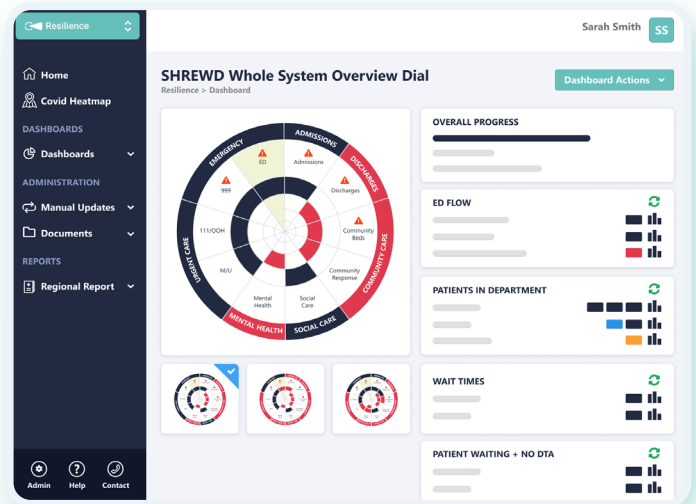 Resilience
Sarah Smith
SS
Home
Covid Heatmap
DASHBOARDS
Dashboards
ADMINISTRATION
Manual Updates
Documents
REPORTS
Regional Report
Admin
Help
Contact
SHREWD Whole System Overview Dial
Resilience > Dashboard
Dashboard Actions
EMERGENCY
ADMISSIONS
DISCHARGES
COMMUNITY CARE
SOCIAL CARE
MENTAL HEALTH
URGENT CARE
ED
Admissions
Discharges
Community
Beds
Community
Response
Social
Care
Mental
Health
M/U
111/OOH
999
OVERALL PROGRESS
ED FLOW
PATIENTS IN DEPARTMENT
WAIT TIMES
PATIENT WAITING + NO DTA